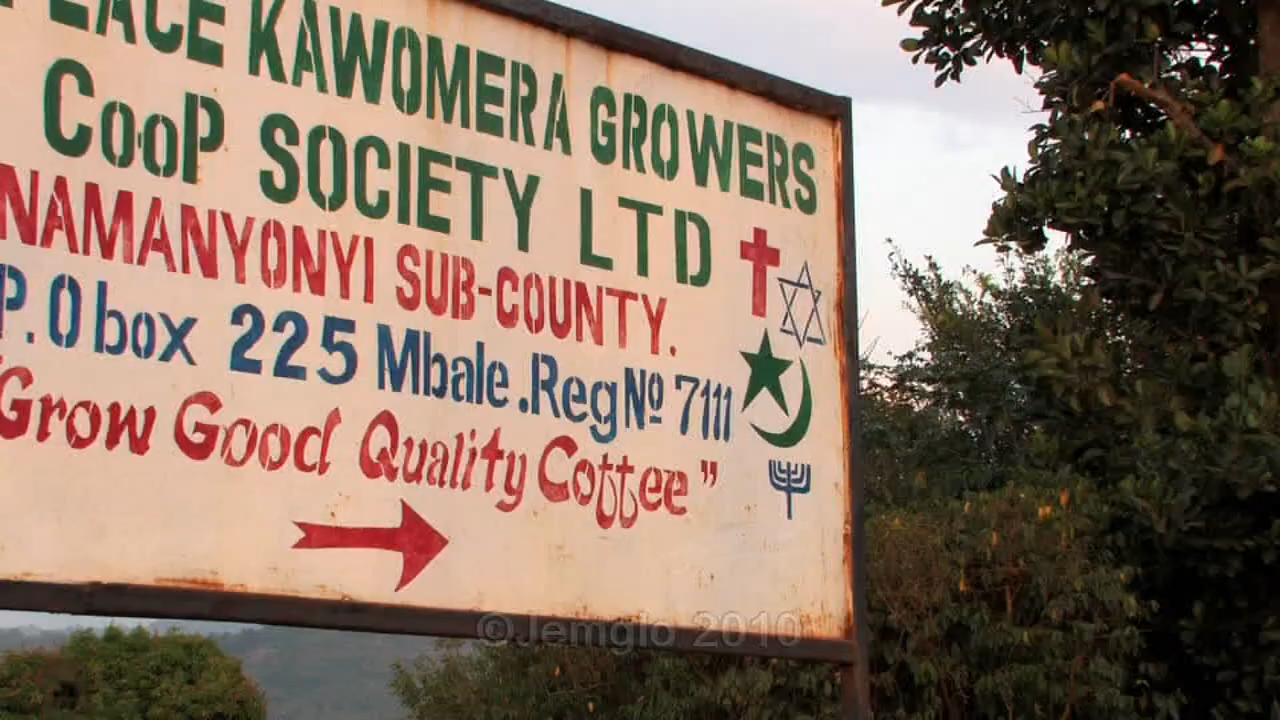 PEACE KAWOMERA GROWERS
CooP SOCIETY LTD
NAMANYONYI SUB-COUNTY.
P.O box 225 Mbale.Reg Nº 7111
"Grow Good Quality Coffee"
©Jemglo 2010